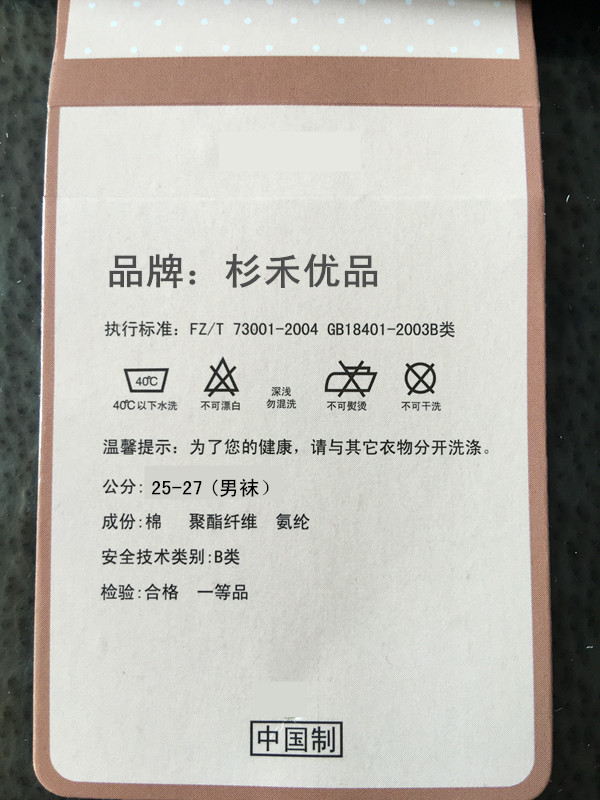 品牌：杉禾优品
执行标准：FZ/T 73001-2004 GB18401-2003B类
40℃
40℃以下水洗 不可漂白 深浅勿混洗 不可熨烫 不可干洗
温馨提示：为了您的健康，请与其它衣物分开洗涤。
公分：25-27（男袜）
成份:棉 聚酯纤维 氨纶
安全技术类别:B类
检验:合格 一等品
中国制